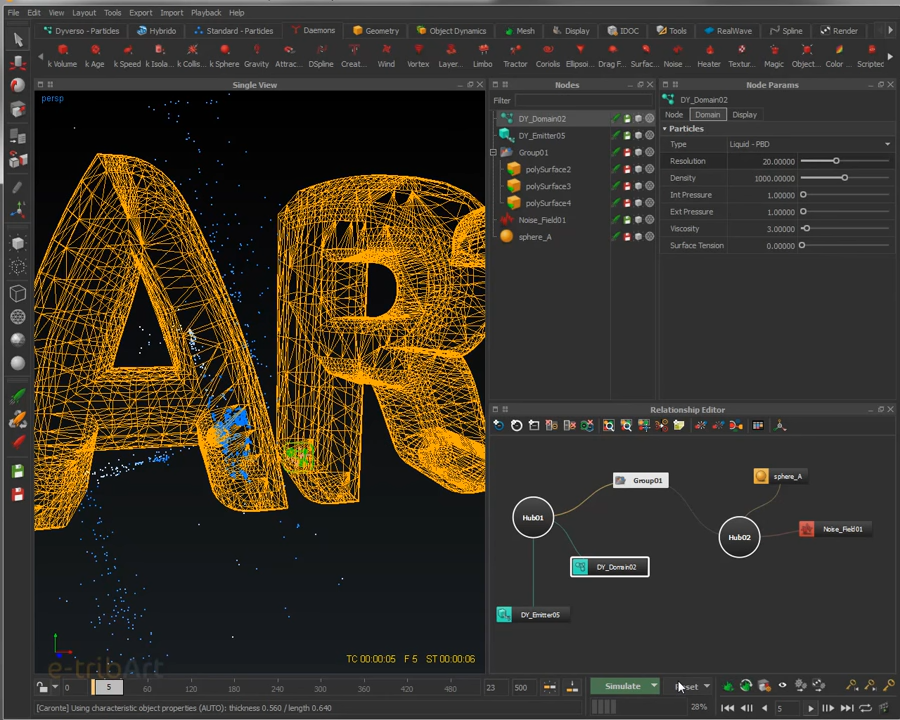 File Edit View Layout Tools Export Import Playback Help
Dyverso - Particles Hybrido Standard - Particles Daemons Geometry Object Dynamics Mesh Display IDOC Tools RealWave Spline Render
k Volume k Age k Speed k Isola... k Collis... k Sphere Gravity Attrac... DSpline Creat... Wind Vortex Layer... Limbo Tractor Coriolis Ellipsoi... Drag F... Surfac... Noise ... Heater Textur... Magic Object... Color ... Scripted
Single View
persp
TC 00:00:05 F 5 ST 00:00:06
e-tribArt
Nodes
Filter
DY_Domain02
DY_Emitter05
Group01
polySurface2
polySurface3
polySurface4
Noise_Field01
sphere_A
Node Params
DY_Domain02
Node Domain Display
Particles
Type Liquid - PBD
Resolution 20.00000
Density 1000.00000
Int Pressure 1.00000
Ext Pressure 1.00000
Viscosity 3.00000
Surface Tension 0.00000
Relationship Editor
Group01
sphere_A
Hub01
Hub02
Noise_Field01
DY_Domain02
DY_Emitter05
0 5 60 120 180 240 300 360 420 480 23 500 Simulate Reset
[Caronte] Using characteristic object properties (AUTO): thickness 0.560 / length 0.640 28% 5